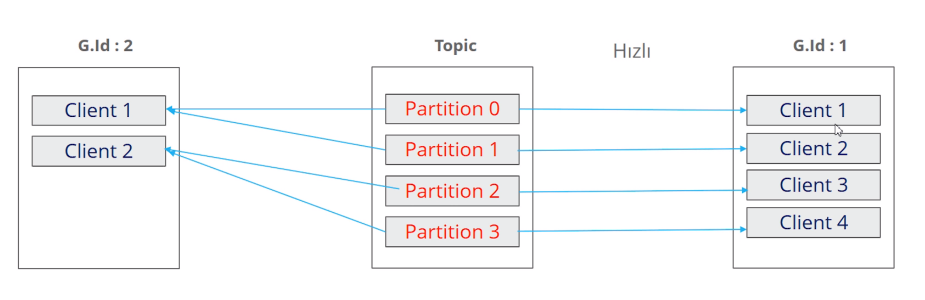 G.Id : 2
Topic
Hızlı
G.Id : 1
Client 1
Client 2
Partition 0
Partition 1
Partition 2
Partition 3
Client 1
Client 2
Client 3
Client 4